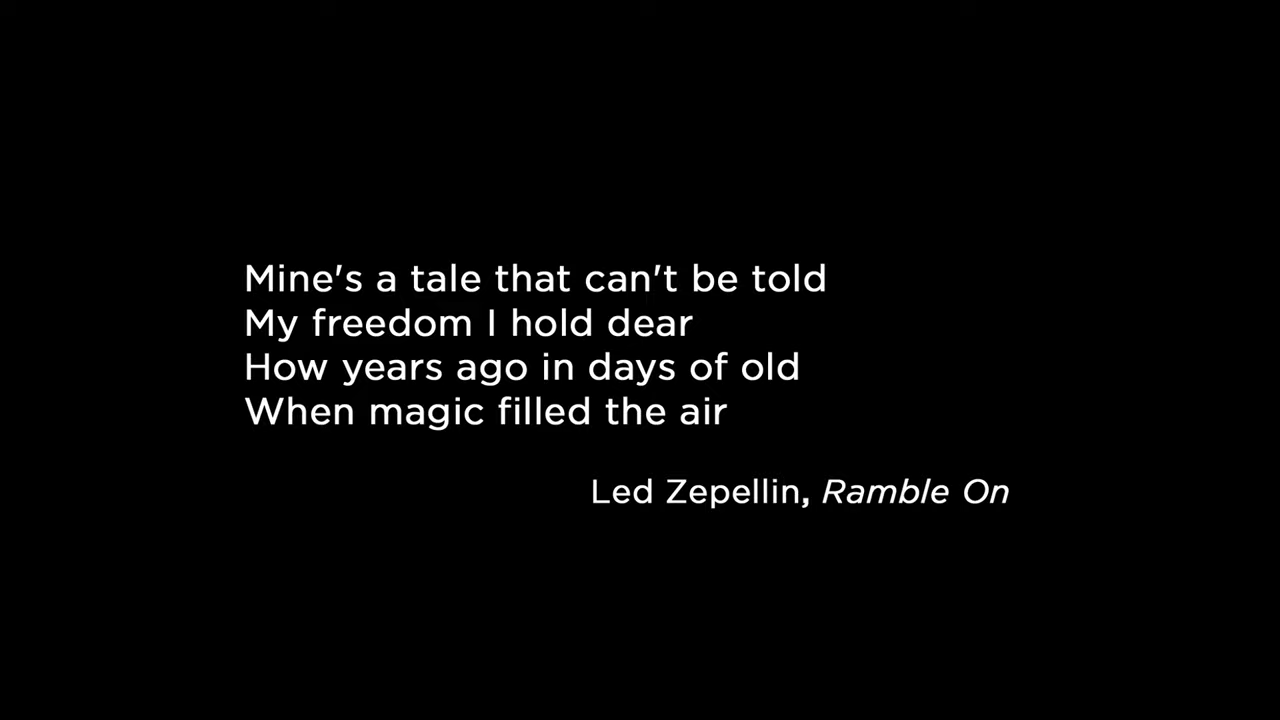 Mine's a tale that can't be told
My freedom I hold dear
How years ago in days of old
When magic filled the air
Led Zepellin, Ramble On